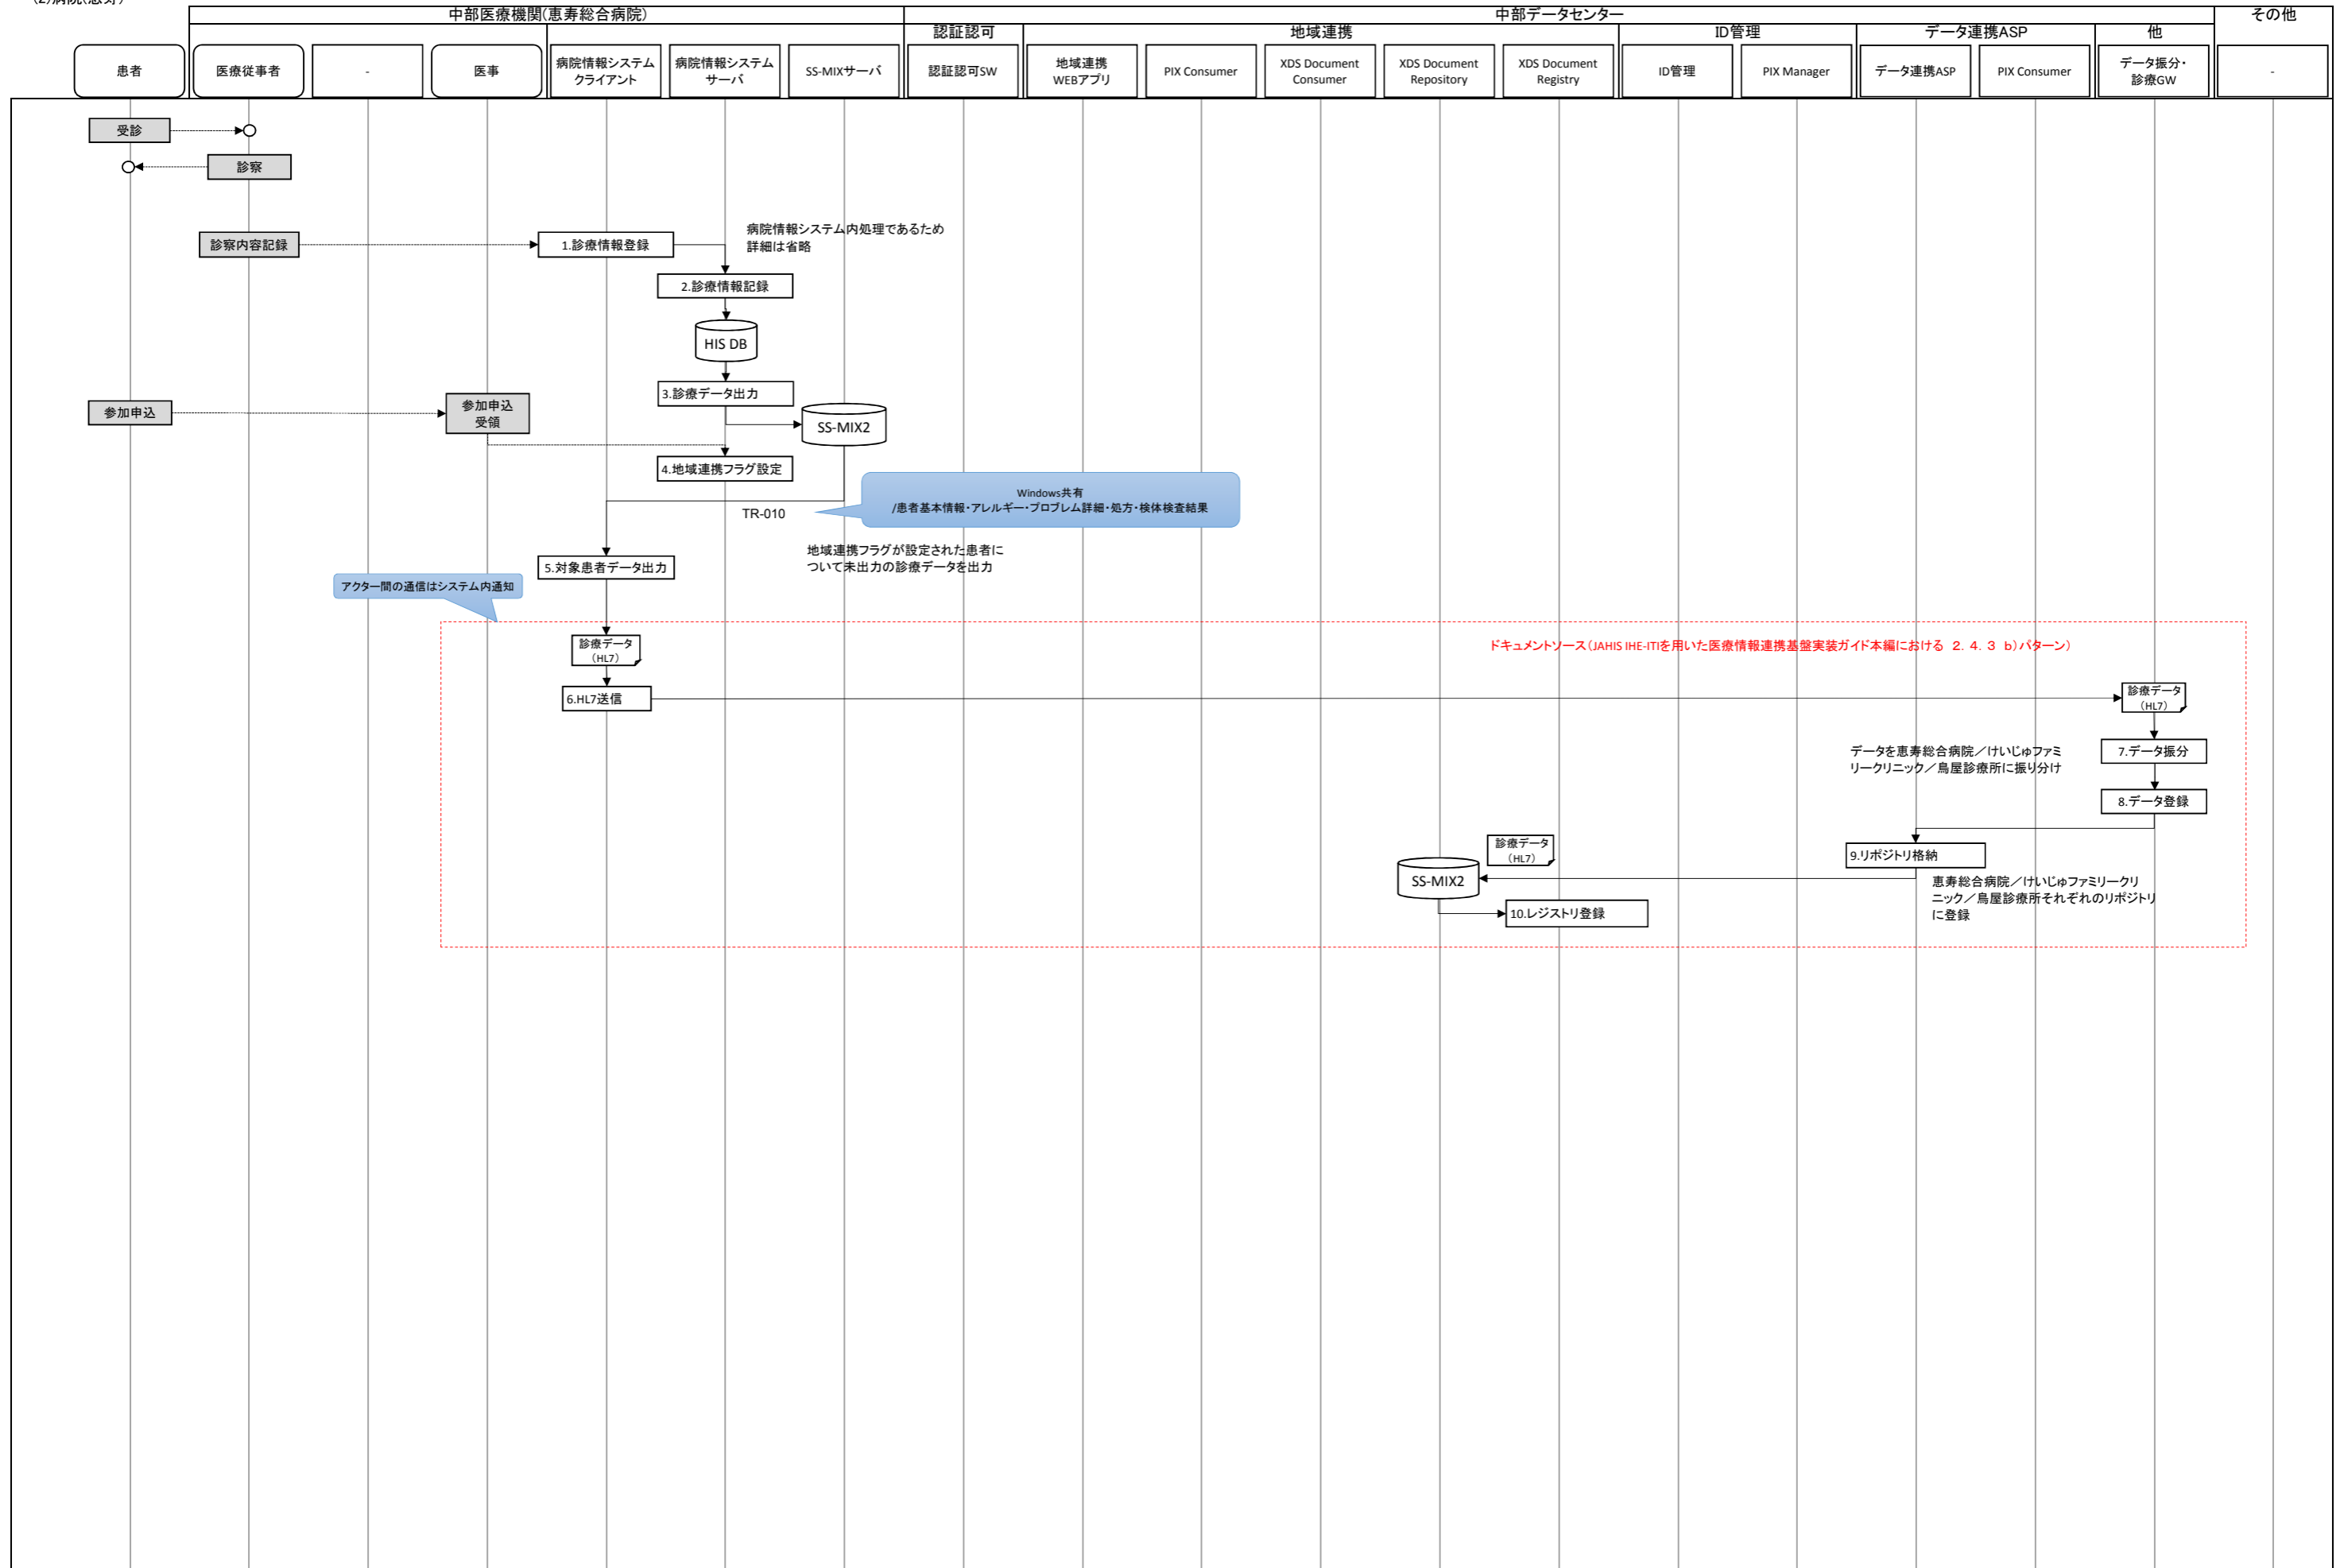 (2)病院(恵寿)
中部医療機関(恵寿総合病院)
中部データセンター
その他
認証認可
地域連携
ID管理
データ連携ASP
他
患者
医療従事者
-
医事
病院情報システム
クライアント
病院情報システム
サーバ
SS-MIXサーバ
認証認可SW
地域連携
WEBアプリ
PIX Consumer
XDS Document
Consumer
XDS Document
Repository
XDS Document
Registry
ID管理
PIX Manager
データ連携ASP
PIX Consumer
データ振分・
診療GW
-
受診
診察
診察内容記録
1.診療情報登録
病院情報システム内処理であるため
詳細は省略
2.診療情報記録
HIS DB
3.診療データ出力
参加申込
参加申込
受領
SS-MIX2
4.地域連携フラグ設定
Windows共有
/患者基本情報・アレルギー・プロブレム詳細・処方・検体検査結果
TR-010
地域連携フラグが設定された患者に
ついて未出力の診療データを出力
5.対象患者データ出力
アクター間の通信はシステム内通知
診療データ
(HL7)
ドキュメントソース(JAHIS IHE-ITIを用いた医療情報連携基盤実装ガイド本編における 2.4.3 b)パターン)
6.HL7送信
診療データ
(HL7)
データを恵寿総合病院/けいじゅファミ
リークリニック/鳥屋診療所に振り分け
7.データ振分
8.データ登録
診療データ
(HL7)
9.リポジトリ格納
SS-MIX2
恵寿総合病院/けいじゅファミリークリ
ニック/鳥屋診療所それぞれのリポジトリ
に登録
10.レジストリ登録